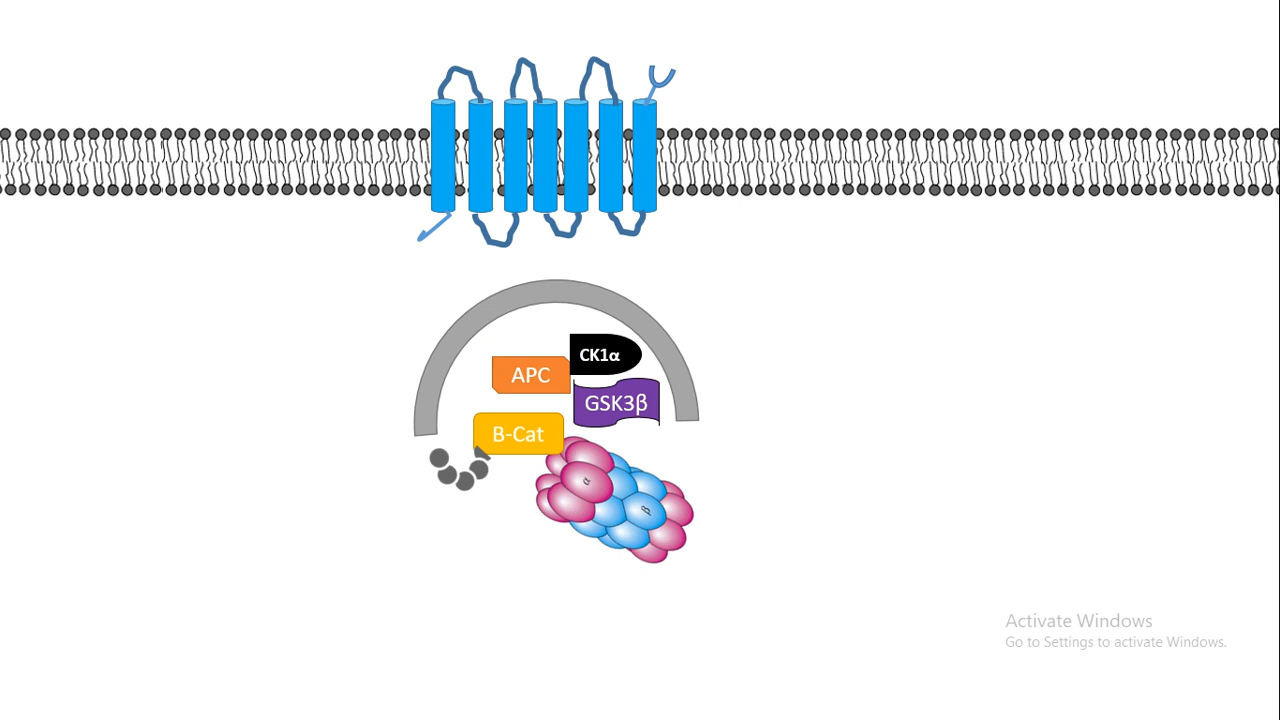 CK1α
APC
GSK3β
B-Cat
α
β
Activate Windows
Go to Settings to activate Windows.